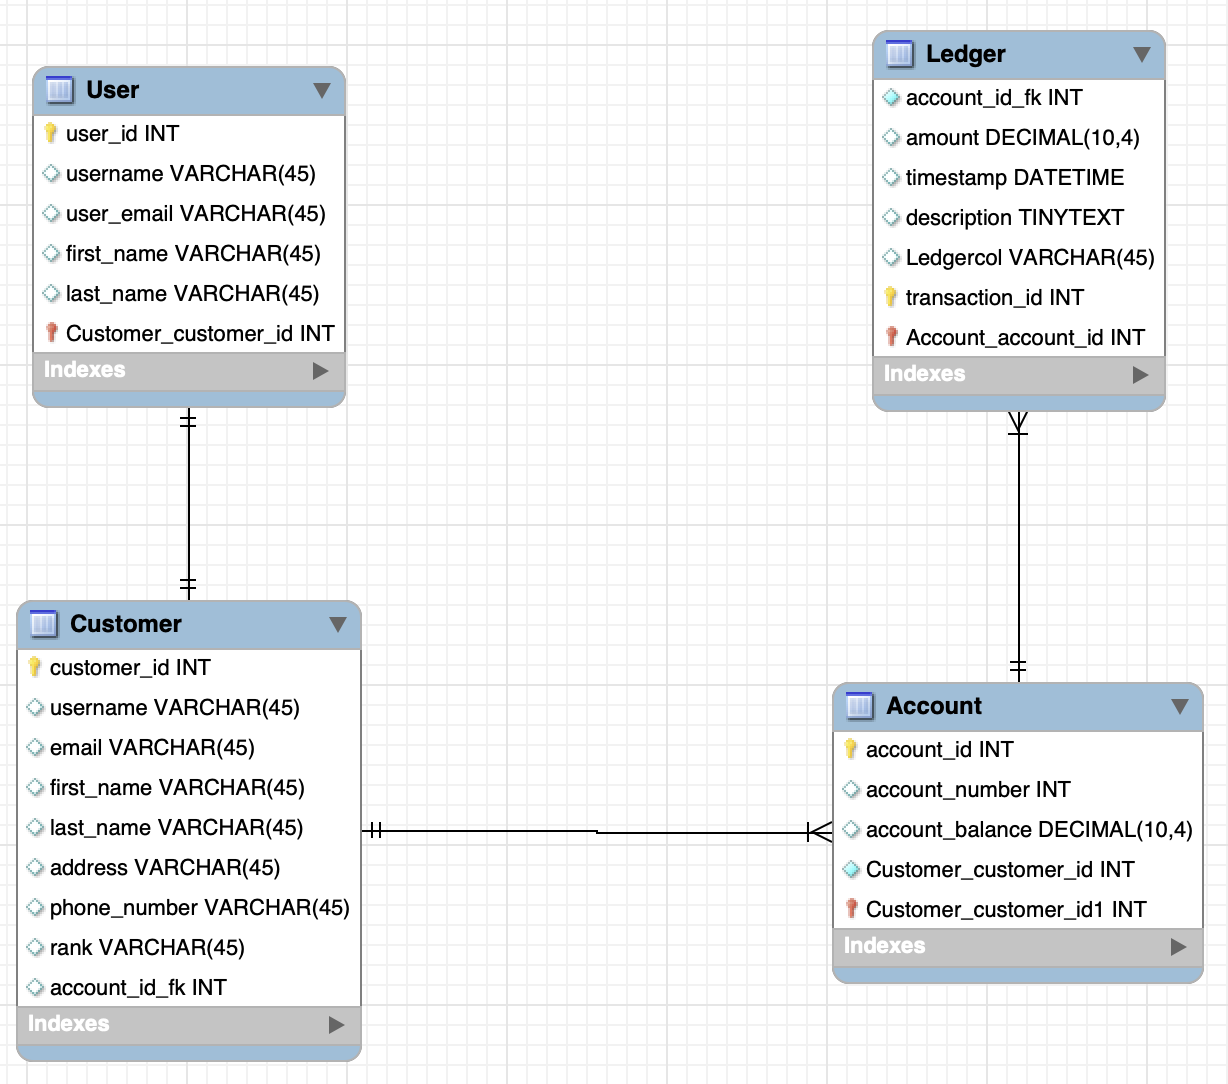 User
user_id INT
username VARCHAR(45)
user_email VARCHAR(45)
first_name VARCHAR(45)
last_name VARCHAR(45)
Customer_customer_id INT
Indexes
Ledger
account_id_fk INT
amount DECIMAL(10,4)
timestamp DATETIME
description TINYTEXT
Ledgercol VARCHAR(45)
transaction_id INT
Account_account_id INT
Indexes
Customer
customer_id INT
username VARCHAR(45)
email VARCHAR(45)
first_name VARCHAR(45)
last_name VARCHAR(45)
address VARCHAR(45)
phone_number VARCHAR(45)
rank VARCHAR(45)
account_id_fk INT
Indexes
Account
account_id INT
account_number INT
account_balance DECIMAL(10,4)
Customer_customer_id INT
Customer_customer_id1 INT
Indexes